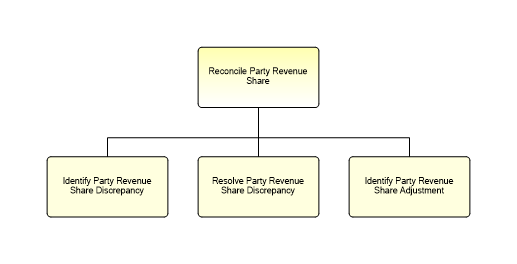 Reconcile Party Revenue
Share
Identify Party Revenue
Share Discrepancy
Resolve Party Revenue
Share Discrepancy
Identify Party Revenue
Share Adjustment